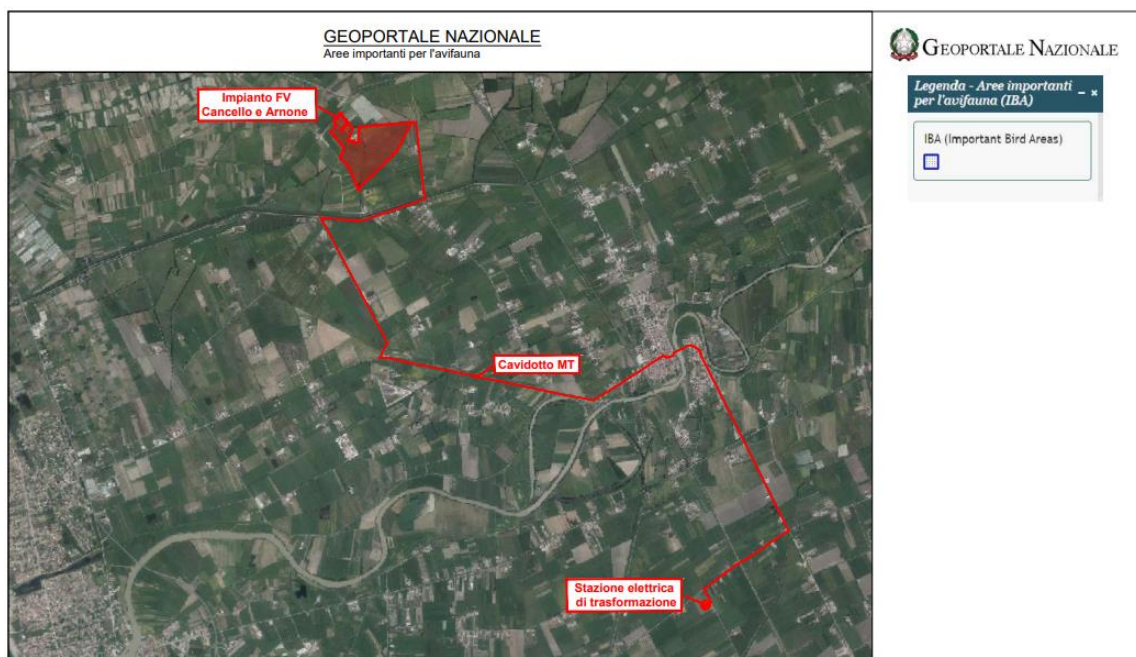 GEOPORTALE NAZIONALE
Aree importanti per l'avifauna
Impianto FV
Cancello e Arnone
Cavidotto MT
Stazione elettrica
di trasformazione
GEOPORTALE NAZIONALE
Legenda - Aree importanti
per l'avifauna (IBA)
IBA (Important Bird Areas)